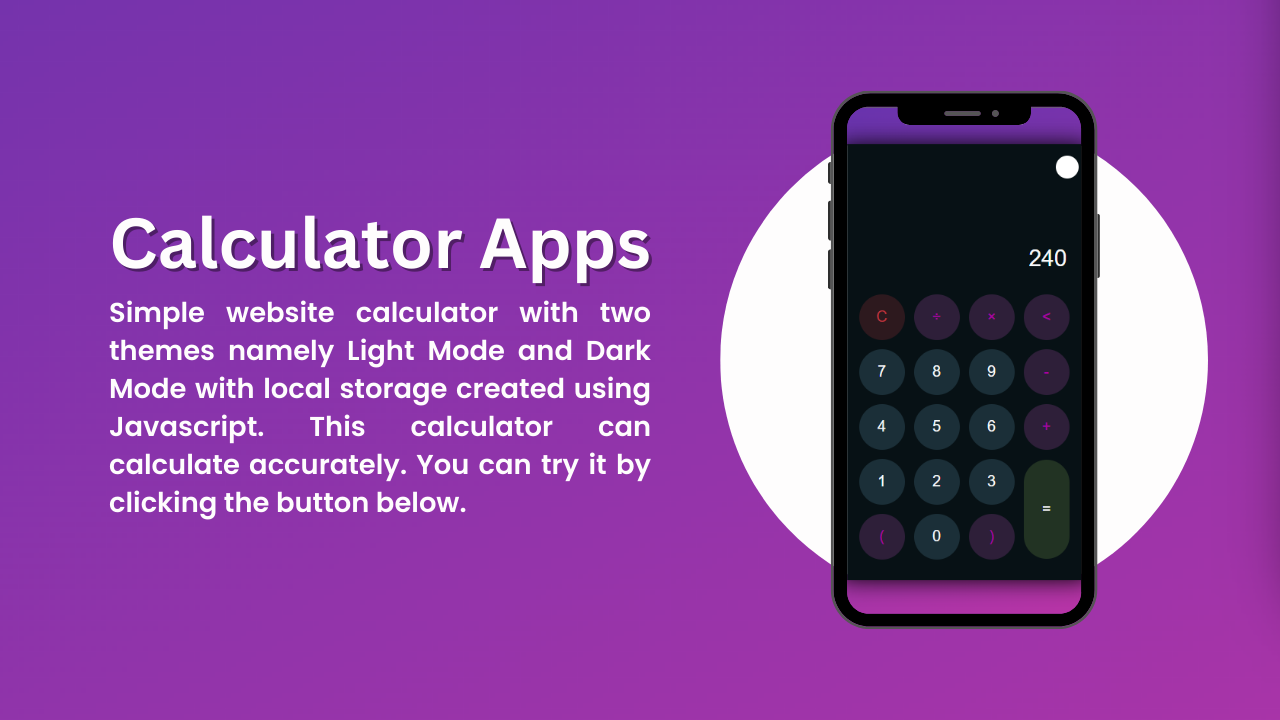 Calculator Apps
Simple website calculator with two
themes namely Light Mode and Dark
Mode with local storage created using
Javascript. This calculator can
calculate accurately. You can try it by
clicking the button below.
240
C ÷ × <
7 8 9 -
4 5 6 +
1 2 3
=
( 0 )